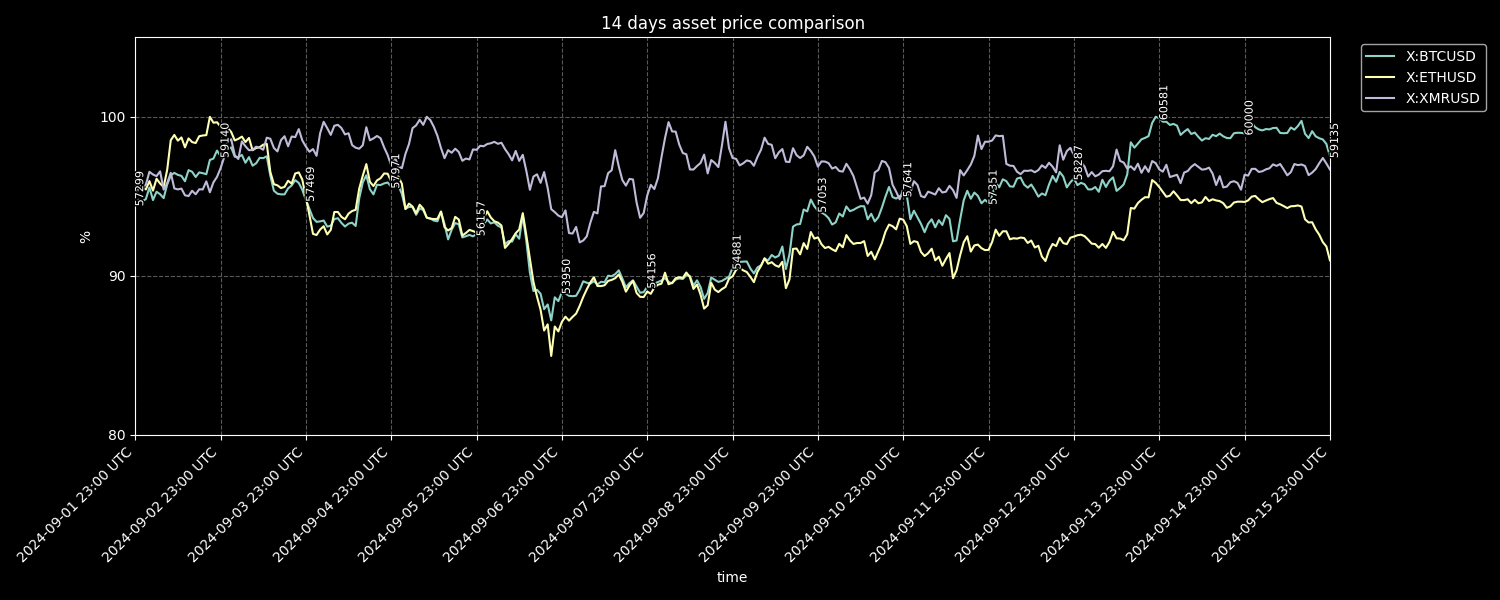 14 days asset price comparison
X:BTCUSD
X:ETHUSD
X:XMRUSD
100
90
80
%
57299
59140
57469
57971
56157
53950
54156
54881
57053
57641
57351
58287
60581
60000
59135
2024-09-01 23:00 UTC
2024-09-02 23:00 UTC
2024-09-03 23:00 UTC
2024-09-04 23:00 UTC
2024-09-05 23:00 UTC
2024-09-06 23:00 UTC
2024-09-07 23:00 UTC
2024-09-08 23:00 UTC
2024-09-09 23:00 UTC
2024-09-10 23:00 UTC
2024-09-11 23:00 UTC
2024-09-12 23:00 UTC
2024-09-13 23:00 UTC
2024-09-14 23:00 UTC
2024-09-15 23:00 UTC
time